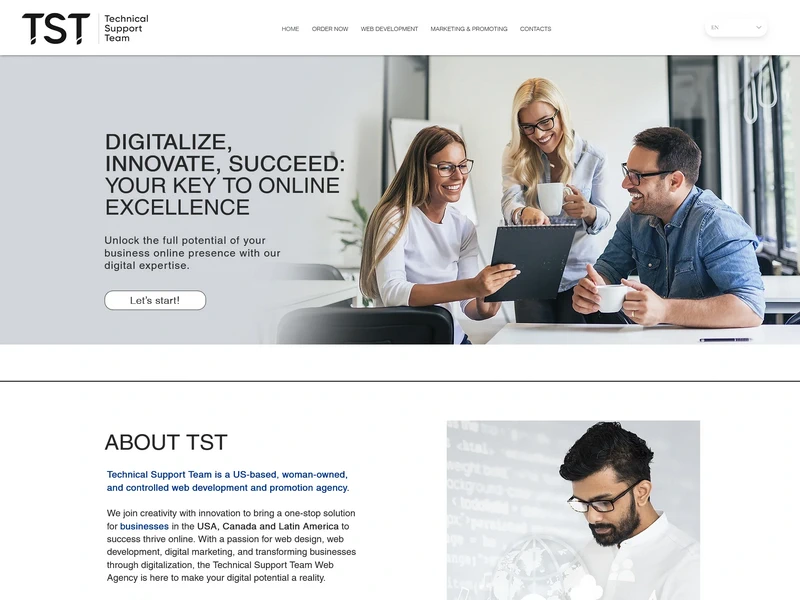 TST
Technical
Support
Team
HOME ORDER NOW WEB DEVELOPMENT MARKETING & PROMOTING CONTACTS
EN
DIGITALIZE,
INNOVATE, SUCCEED:
YOUR KEY TO ONLINE
EXCELLENCE
Unlock the full potential of your
business online presence with our
digital expertise.
Let's start!
ABOUT TST
Technical Support Team is a US-based, woman-owned,
and controlled web development and promotion agency.
We join creativity with innovation to bring a one-stop solution
for businesses in the USA, Canada and Latin America to
success thrive online. With a passion for web design, web
development, digital marketing, and transforming businesses
through digitalization, the Technical Support Team Web
Agency is here to make your digital potential a reality.